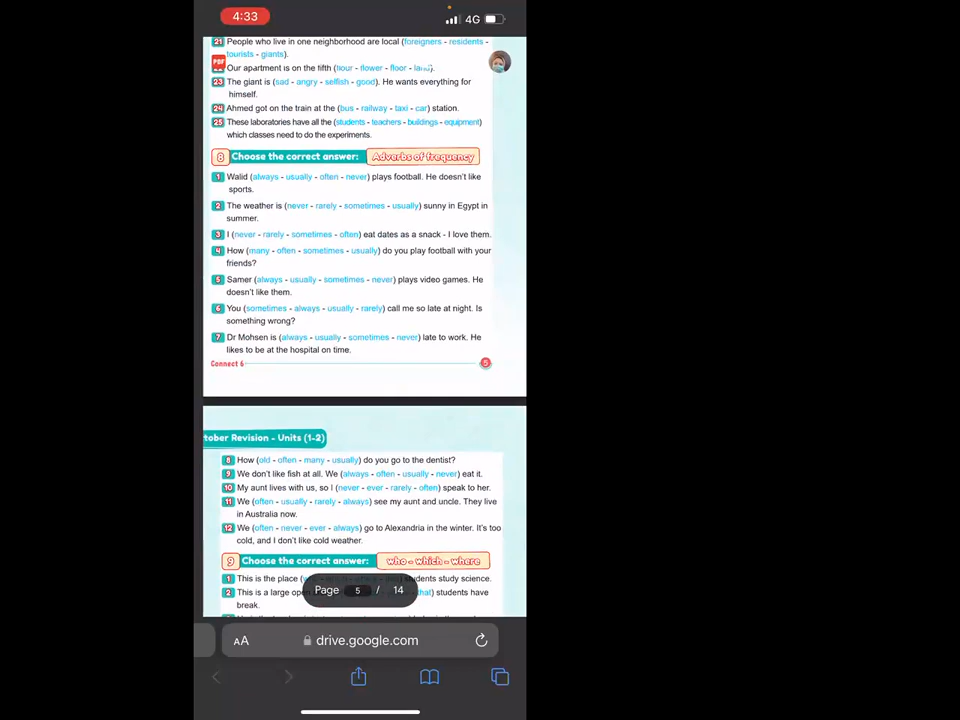 4:33
4G
21 People who live in one neighborhood are local (foreigners - residents -
tourists - giants).
PDF
Our apartment is on the fifth (hour - flower - floor - land).
23 The giant is (sad - angry - selfish - good). He wants everything for
himself.
24 Ahmed got on the train at the (bus - railway - taxi - car) station.
25 These laboratories have all the (students - teachers - buildings - equipment)
which classes need to do the experiments.
8 Choose the correct answer: Adverbs of frequency
1 Walid (always - usually - often - never) plays football. He doesn't like
sports.
2 The weather is (never - rarely - sometimes - usually) sunny in Egypt in
summer.
3 I (never - rarely - sometimes - often) eat dates as a snack - I love them.
4 How (many - often - sometimes - usually) do you play football with your
friends?
5 Samer (always - usually - sometimes - never) plays video games. He
doesn't like them.
6 You (sometimes - always - usually - rarely) call me so late at night. Is
something wrong?
7 Dr Mohsen is (always - usually - sometimes - never) late to work. He
likes to be at the hospital on time.
Connect 6
5
tober Revision - Units (1-2)
8 How (old - often - many - usually) do you go to the dentist?
9 We don't like fish at all. We (always - often - usually - never) eat it.
10 My aunt lives with us, so I (never - ever - rarely - often) speak to her.
11 We (often - usually - rarely - always) see my aunt and uncle. They live
in Australia now.
12 We (often - never - ever - always) go to Alexandria in the winter. It's too
cold, and I don't like cold weather.
9 Choose the correct answer: who - which - where
1 This is the place ( students study science.
2 This is a large open that) students have
break.
Page 5 / 14
AA drive.google.com